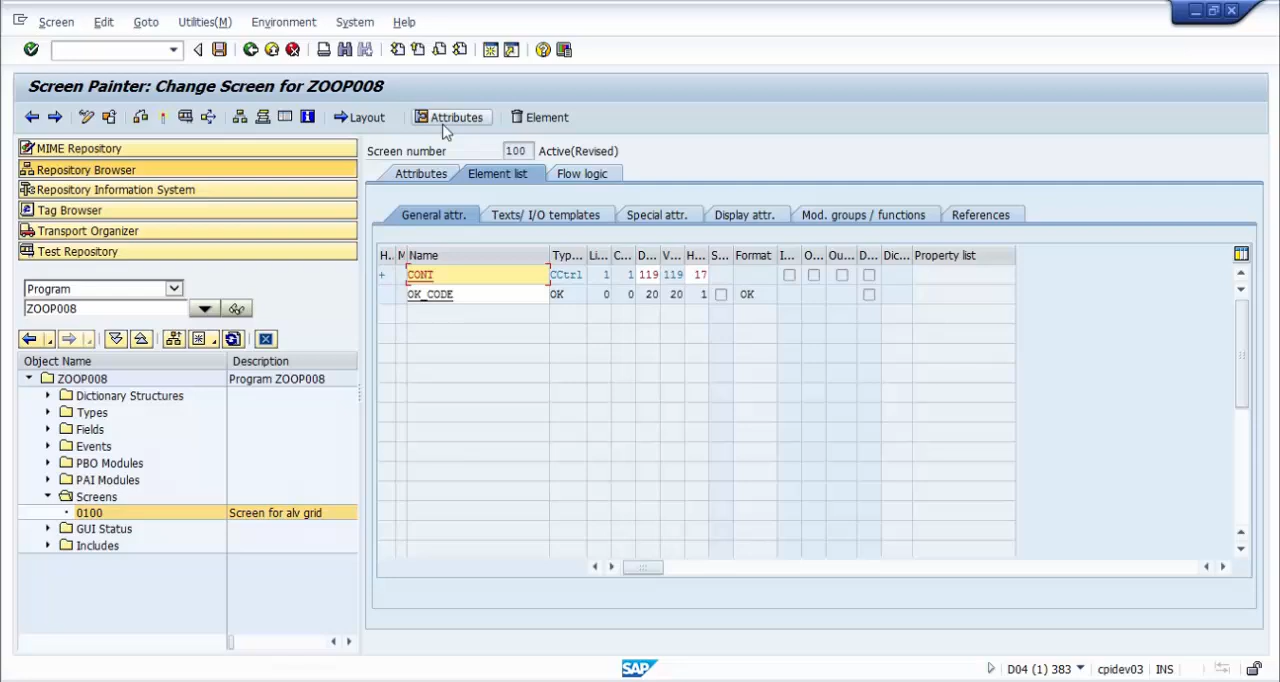 Screen Edit Goto Utilities(M) Environment System Help
Screen Painter: Change Screen for ZOOP008
Layout Attributes Element
MIME Repository
Repository Browser
Repository Information System
Tag Browser
Transport Organizer
Test Repository
Program
ZOOP008
Object Name Description
ZOOP008 Program ZOOP008
Dictionary Structures
Types
Fields
Events
PBO Modules
PAI Modules
Screens
0100 Screen for alv grid
GUI Status
Includes
Screen number 100 Active(Revised)
Attributes Element list Flow logic
General attr. Texts/ I/O templates Special attr. Display attr. Mod. groups / functions References
H.. M Name Typ... Li... C... D... V... H... S... Format I... O... Ou... D... Dic... Property list
+ CONT CCtrl 1 1 119 119 17
OK_CODE OK 0 0 20 20 1 OK
SAP D04 (1) 383 cpidev03 INS